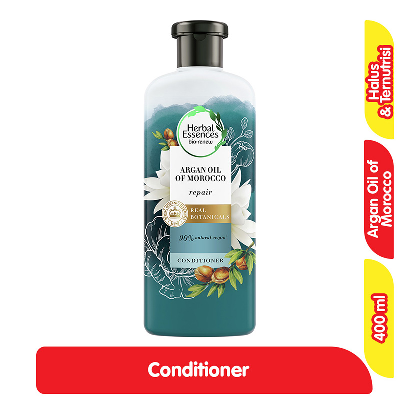 Herbal
Essences
bio:renew
ARGAN OIL
OF MOROCCO
repair
REAL
BOTANICALS
CONDITIONER
Halus
& Ternutrisi
Argan Oil of
Morocco
400 ml
Conditioner